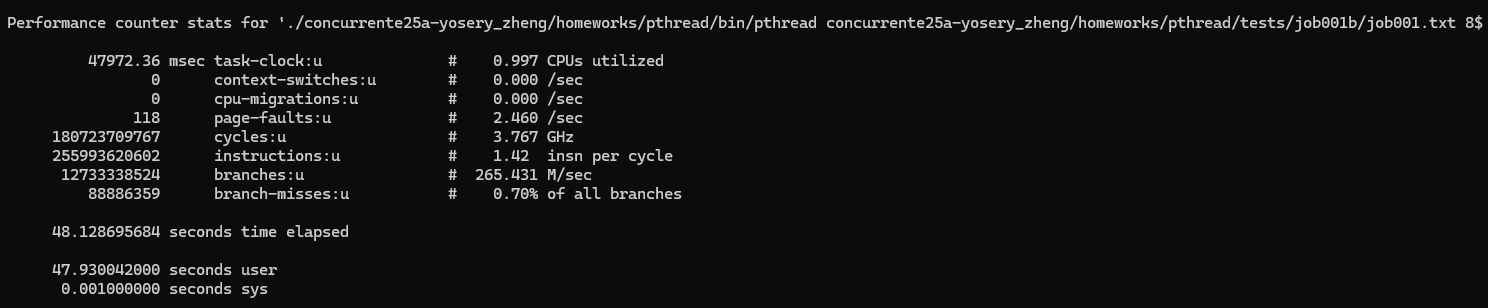 Performance counter stats for './concurrente25a-yosery_zheng/homeworks/pthread/bin/pthread concurrente25a-yosery_zheng/homeworks/pthread/tests/job001b/job001.txt 8$
47972.36 msec task-clock:u # 0.997 CPUs utilized
0 context-switches:u # 0.000 /sec
0 cpu-migrations:u # 0.000 /sec
118 page-faults:u # 2.460 /sec
180723709767 cycles:u # 3.767 GHz
255993620602 instructions:u # 1.42 insn per cycle
12733338524 branches:u # 265.431 M/sec
88886359 branch-misses:u # 0.70% of all branches
48.128695684 seconds time elapsed
47.930042000 seconds user
0.001000000 seconds sys